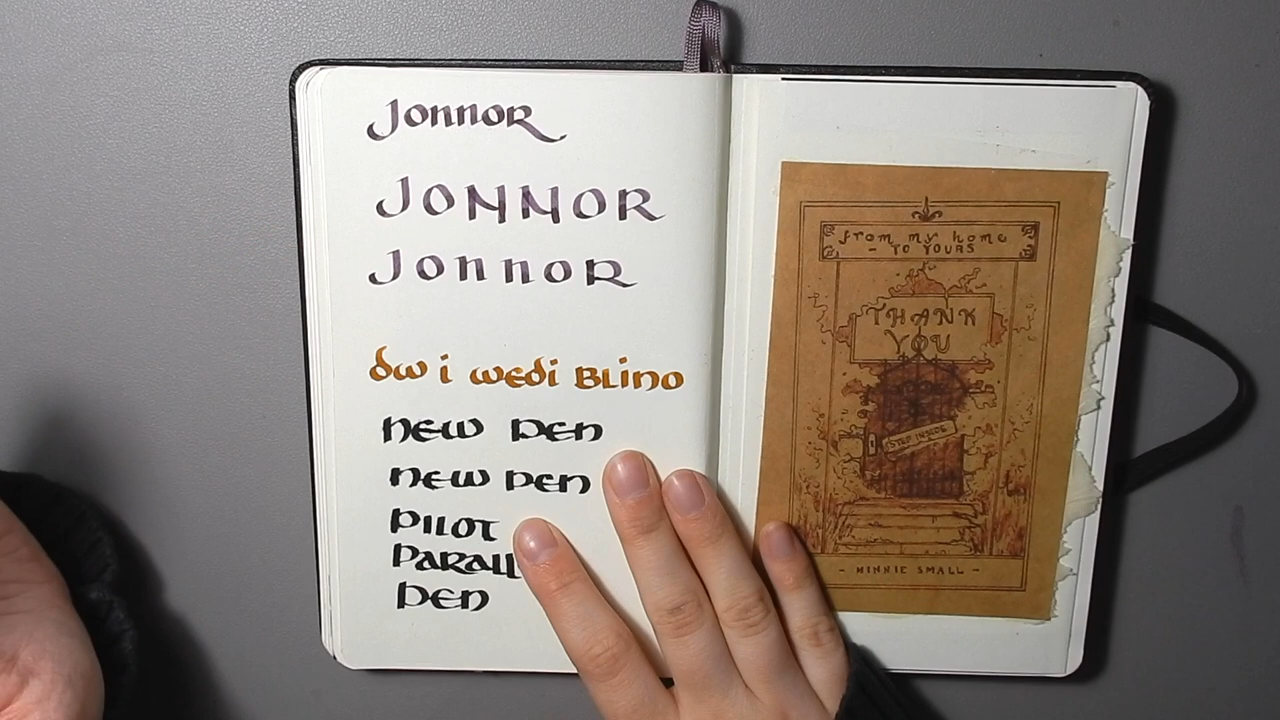 Jonnor
JONNOR
Jonnor
dw i wedi Blino
new pen
new pen
PILOT
pen
from my home
- TO YOURS
THANK
YOU
STEP INSIDE
- MINNIE SMALL -